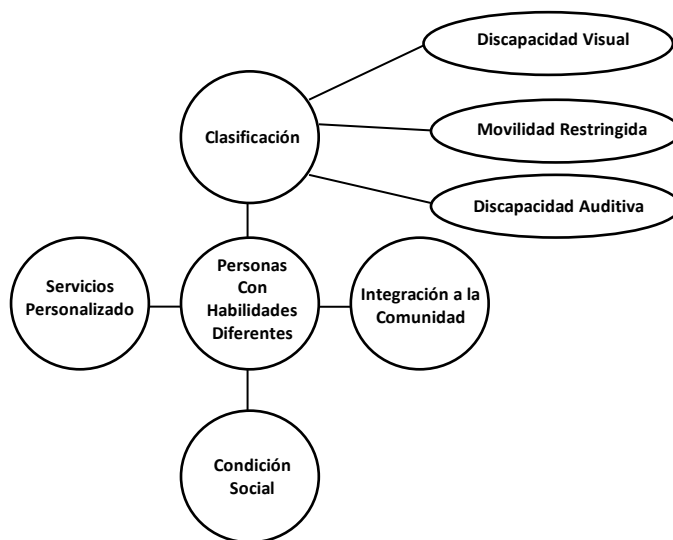 Discapacidad Visual
Clasificación
Movilidad Restringida
Discapacidad Auditiva
Servicios
Personalizado
Personas
Con
Habilidades
Diferentes
Integración a la
Comunidad
Condición
Social